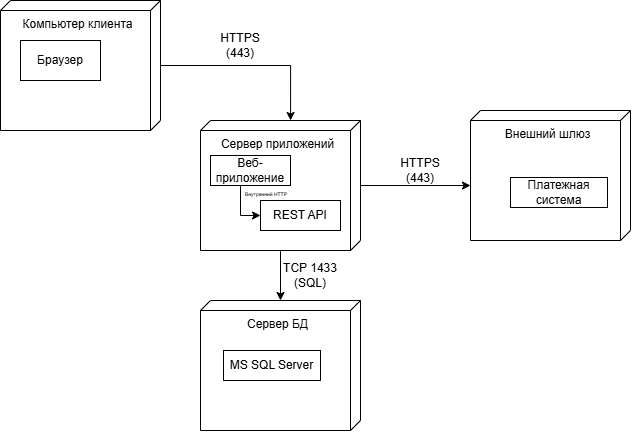 Компьютер клиента
Браузер
HTTPS
(443)
Сервер приложений
Веб-
приложение
Внутренний HTTP
REST API
HTTPS
(443)
Внешний шлюз
Платежная
система
TCP 1433
(SQL)
Сервер БД
MS SQL Server